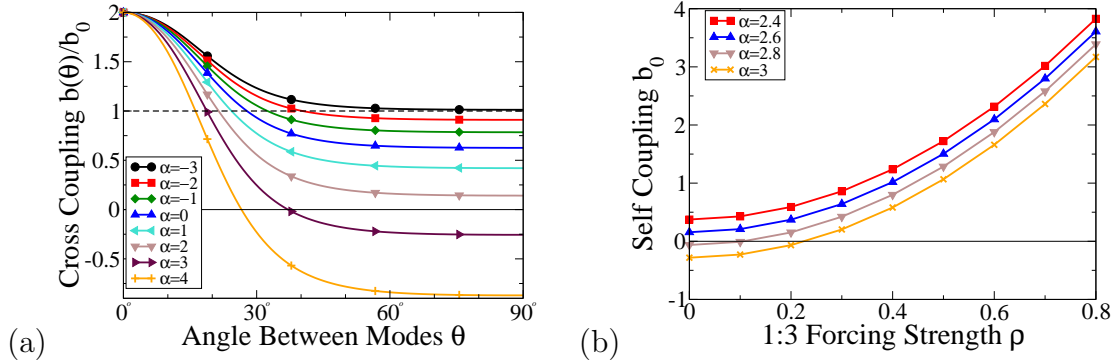 Cross Coupling b(θ)/b₀
2
1.5
1
0.5
0
-0.5
α=-3
α=-2
α=-1
α=0
α=1
α=2
α=3
α=4
0° 30° 60° 90°
Angle Between Modes θ
(a)
Self Coupling b₀
4
3
2
1
0
-1
α=2.4
α=2.6
α=2.8
α=3
0 0.2 0.4 0.6 0.8
1:3 Forcing Strength ρ
(b)